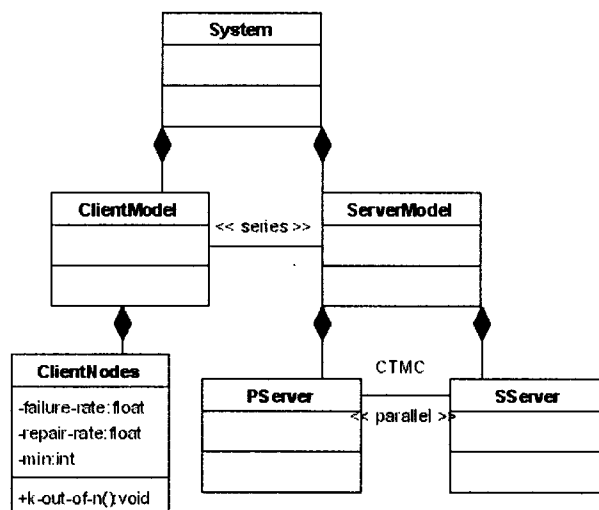 System
ClientModel
<< series >>
ServerModel
ClientNodes
-failure-rate:float
-repair-rate:float
-min:int
+k-out-of-n():void
CTMC
PServer
<< parallel >>
SServer